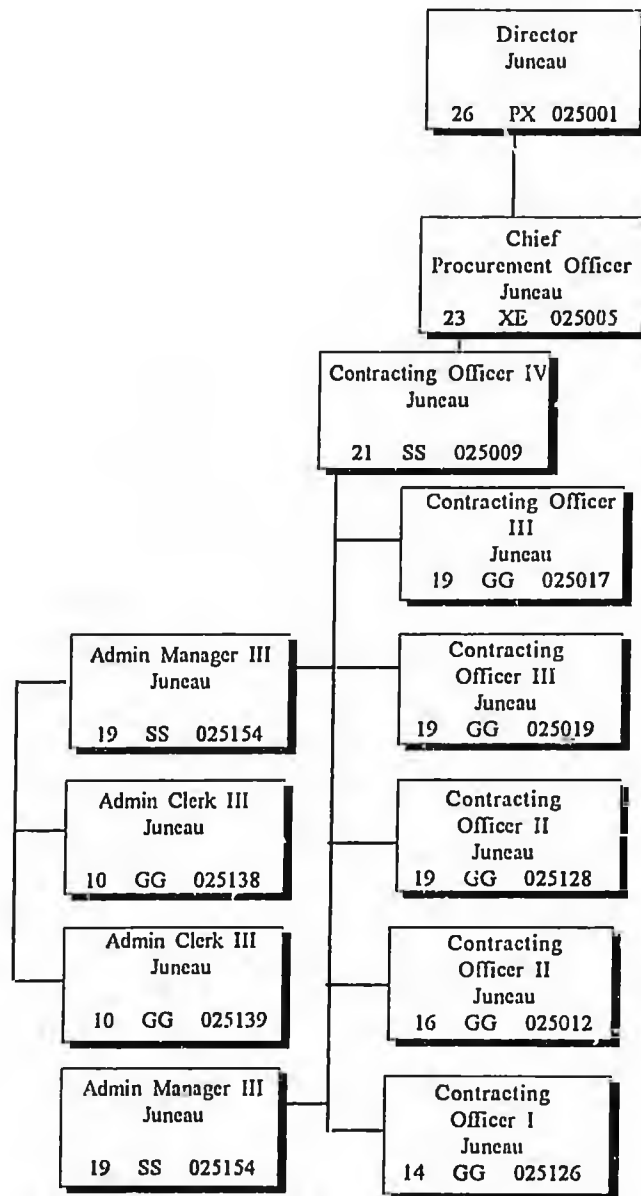 Director
Juneau
26 PX 025001
Chief
Procurement Officer
Juneau
23 XE 025005
Contracting Officer IV
Juneau
21 SS 025009
Contracting Officer
III
Juneau
19 GG 025017
Admin Manager III
Juneau
19 SS 025154
Contracting
Officer III
Juneau
19 GG 025019
Admin Clerk III
Juneau
10 GG 025138
Contracting
Officer II
Juneau
19 GG 025128
Admin Clerk III
Juneau
10 GG 025139
Contracting
Officer II
Juneau
16 GG 025012
Admin Manager III
Juneau
19 SS 025154
Contracting
Officer I
Juneau
14 GG 025126